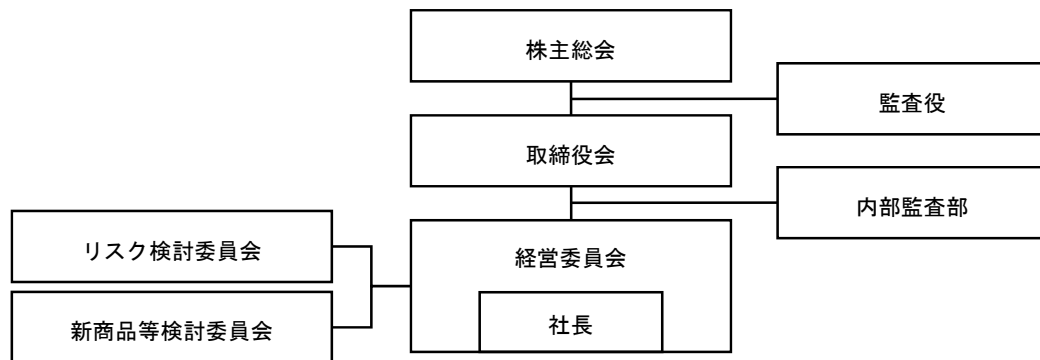 株主総会
監査役
取締役会
内部監査部
リスク検討委員会
経営委員会
新商品等検討委員会
社長